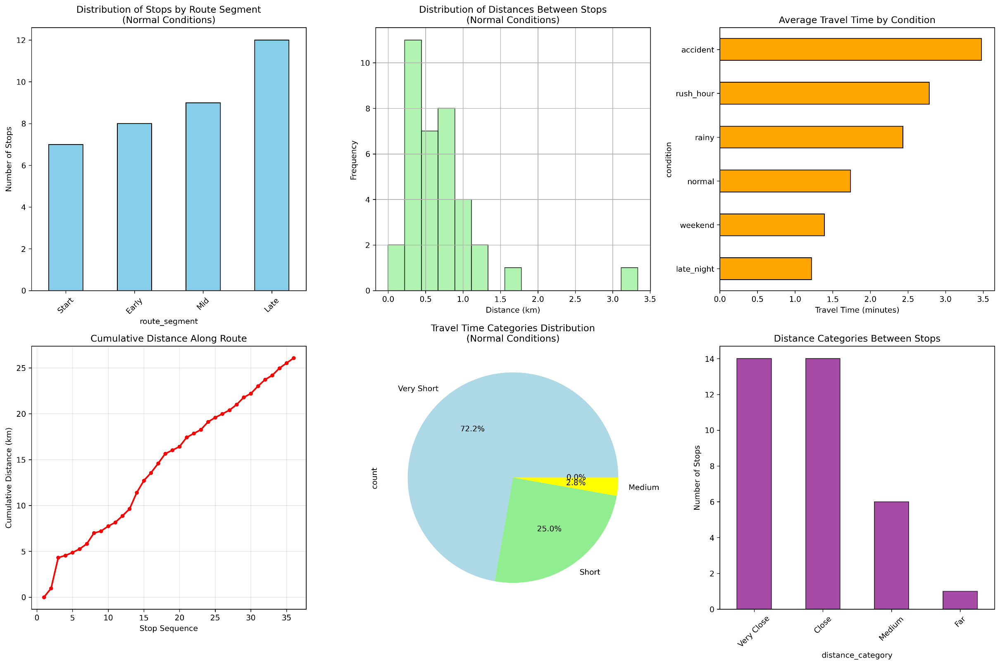 Distribution of Stops by Route Segment
(Normal Conditions)
Number of Stops
12
10
8
6
4
2
0
Start
Early
Mid
Late
route_segment
Distribution of Distances Between Stops
(Normal Conditions)
Frequency
10
8
6
4
2
0
0.0
0.5
1.0
1.5
2.0
2.5
3.0
3.5
Distance (km)
Average Travel Time by Condition
condition
accident
rush_hour
rainy
normal
weekend
late_night
0.0
0.5
1.0
1.5
2.0
2.5
3.0
3.5
Travel Time (minutes)
Cumulative Distance Along Route
Cumulative Distance (km)
25
20
15
10
5
0
0
5
10
15
20
25
30
35
Stop Sequence
Travel Time Categories Distribution
(Normal Conditions)
count
Very Short
72.2%
0.0%
2.8%
Medium
25.0%
Short
Distance Categories Between Stops
Number of Stops
14
12
10
8
6
4
2
0
Very Close
Close
Medium
Far
distance_category